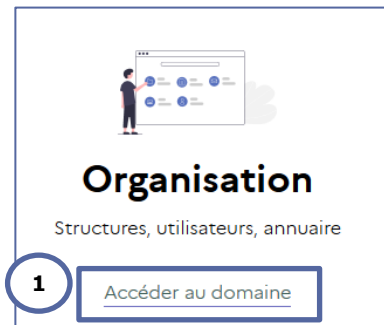 Organisation
Structures, utilisateurs, annuaire
1
Accéder au domaine